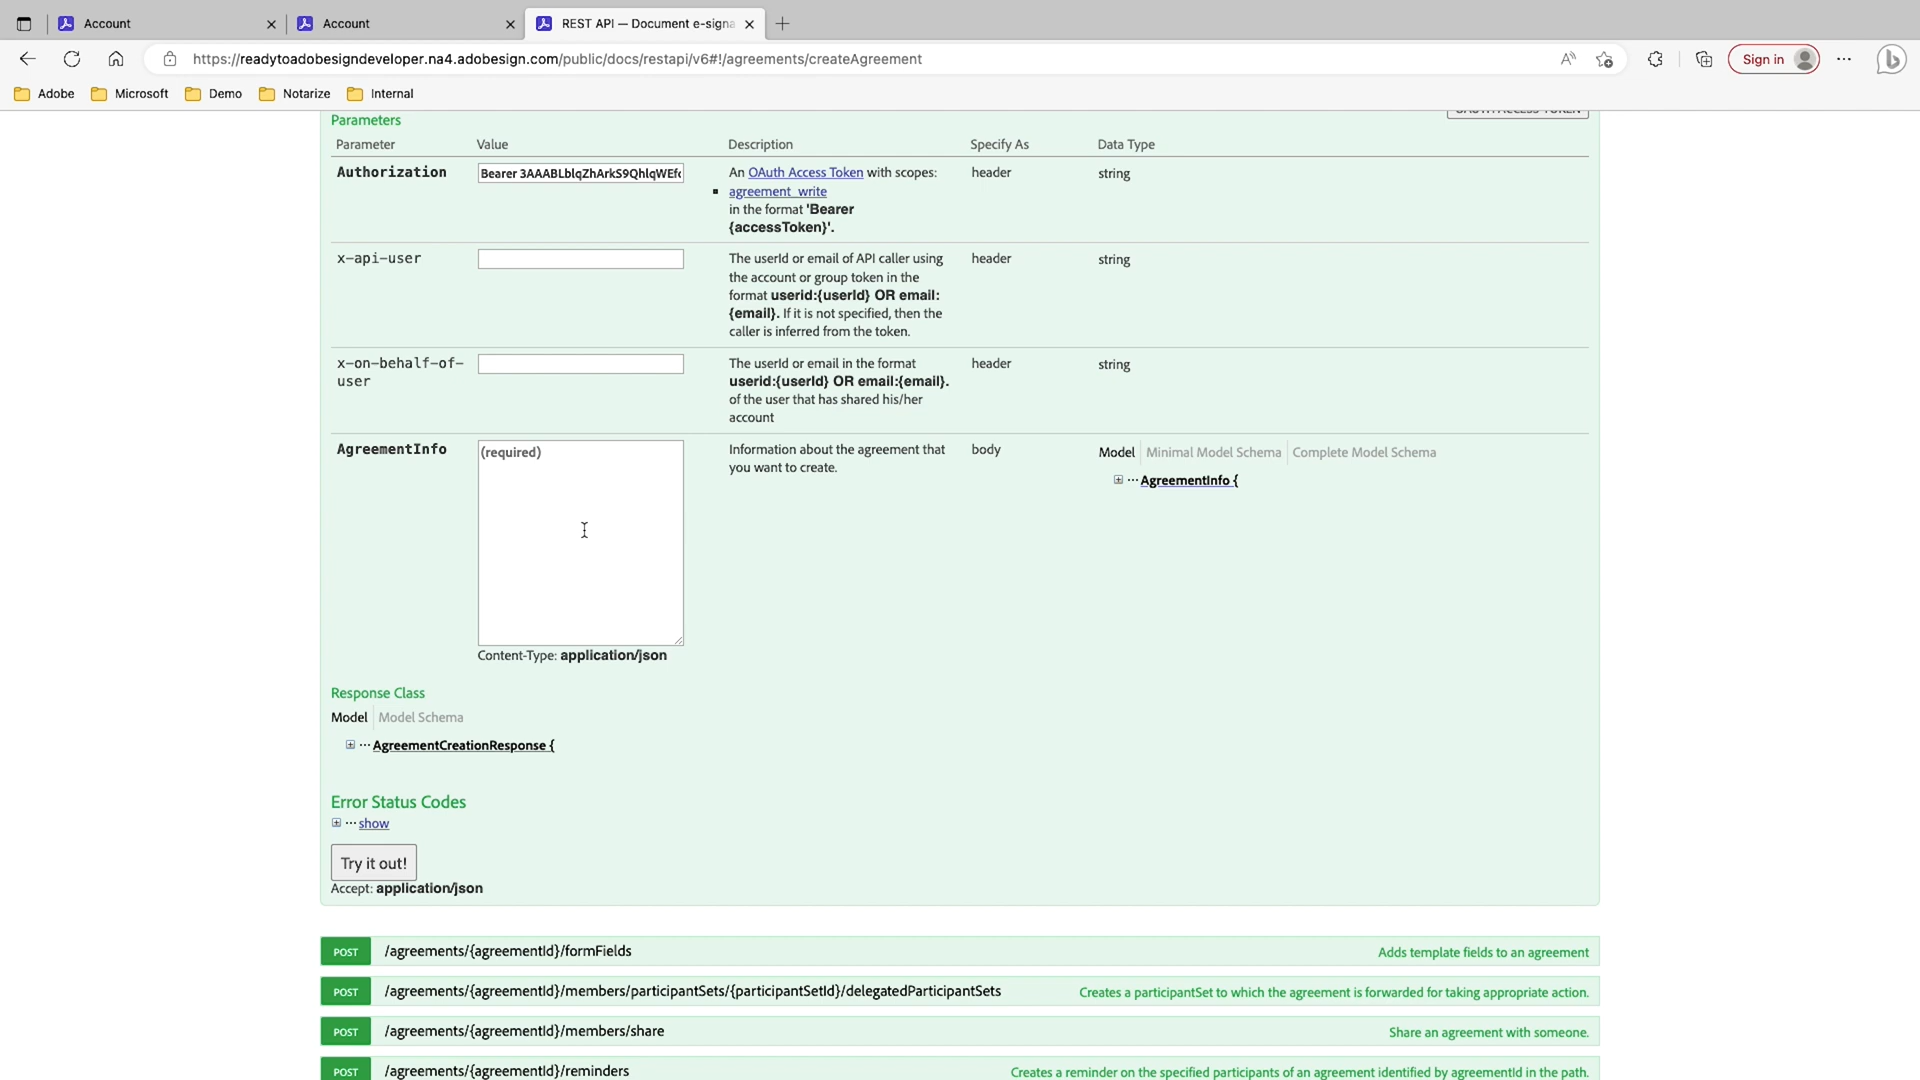 Account
Account
REST API — Document e-signa
https://readytoadobesigndeveloper.na4.adobesign.com/public/docs/restapi/v6#!/agreements/createAgreement
Sign in
Adobe
Microsoft
Demo
Notarize
Internal
OAUTH ACCESS-TOKEN
Parameters
Parameter Value Description Specify As Data Type
Authorization
Bearer 3AAABLblqZhArkS9QhlqWEf
An OAuth Access Token with scopes:
agreement_write
in the format 'Bearer
{accessToken}'.
header
string
x-api-user
The userId or email of API caller using
the account or group token in the
format userid:{userId} OR email:
{email}. If it is not specified, then the
caller is inferred from the token.
header
string
x-on-behalf-of-
user
The userId or email in the format
userid:{userId} OR email:{email}.
of the user that has shared his/her
account
header
string
AgreementInfo
(required)
Information about the agreement that
you want to create.
body
Model Minimal Model Schema Complete Model Schema
··· AgreementInfo {
Content-Type: application/json
Response Class
Model Model Schema
··· AgreementCreationResponse {
Error Status Codes
··· show
Try it out!
Accept: application/json
POST /agreements/{agreementId}/formFields Adds template fields to an agreement
POST /agreements/{agreementId}/members/participantSets/{participantSetId}/delegatedParticipantSets Creates a participantSet to which the agreement is forwarded for taking appropriate action.
POST /agreements/{agreementId}/members/share Share an agreement with someone.
POST /agreements/{agreementId}/reminders Creates a reminder on the specified participants of an agreement identified by agreementId in the path.